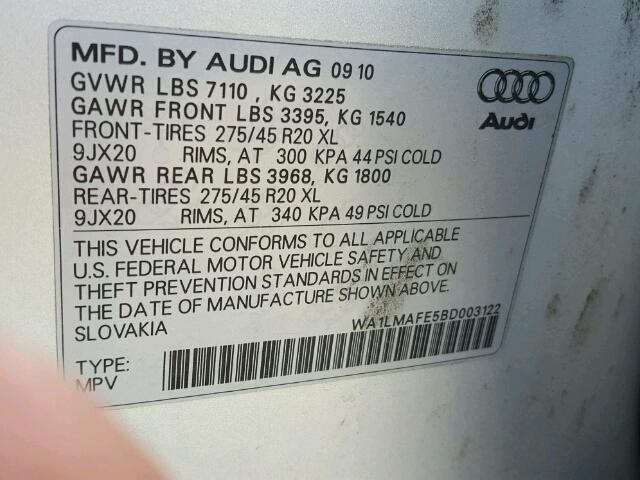 MFD. BY AUDI AG 09 10
GVWR LBS 7110 , KG 3225
GAWR FRONT LBS 3395, KG 1540
FRONT-TIRES 275/45 R20 XL
9JX20 RIMS, AT 300 KPA 44 PSI COLD
GAWR REAR LBS 3968, KG 1800
REAR-TIRES 275/45 R20 XL
9JX20 RIMS, AT 340 KPA 49 PSI COLD
Audi
THIS VEHICLE CONFORMS TO ALL APPLICABLE
U.S. FEDERAL MOTOR VEHICLE SAFETY AND
THEFT PREVENTION STANDARDS IN EFFECT ON
THE DATE OF MANUFACTURE SHOWN ABOVE.
SLOVAKIA
WA1LMAFE5BD003122
TYPE:
MPV